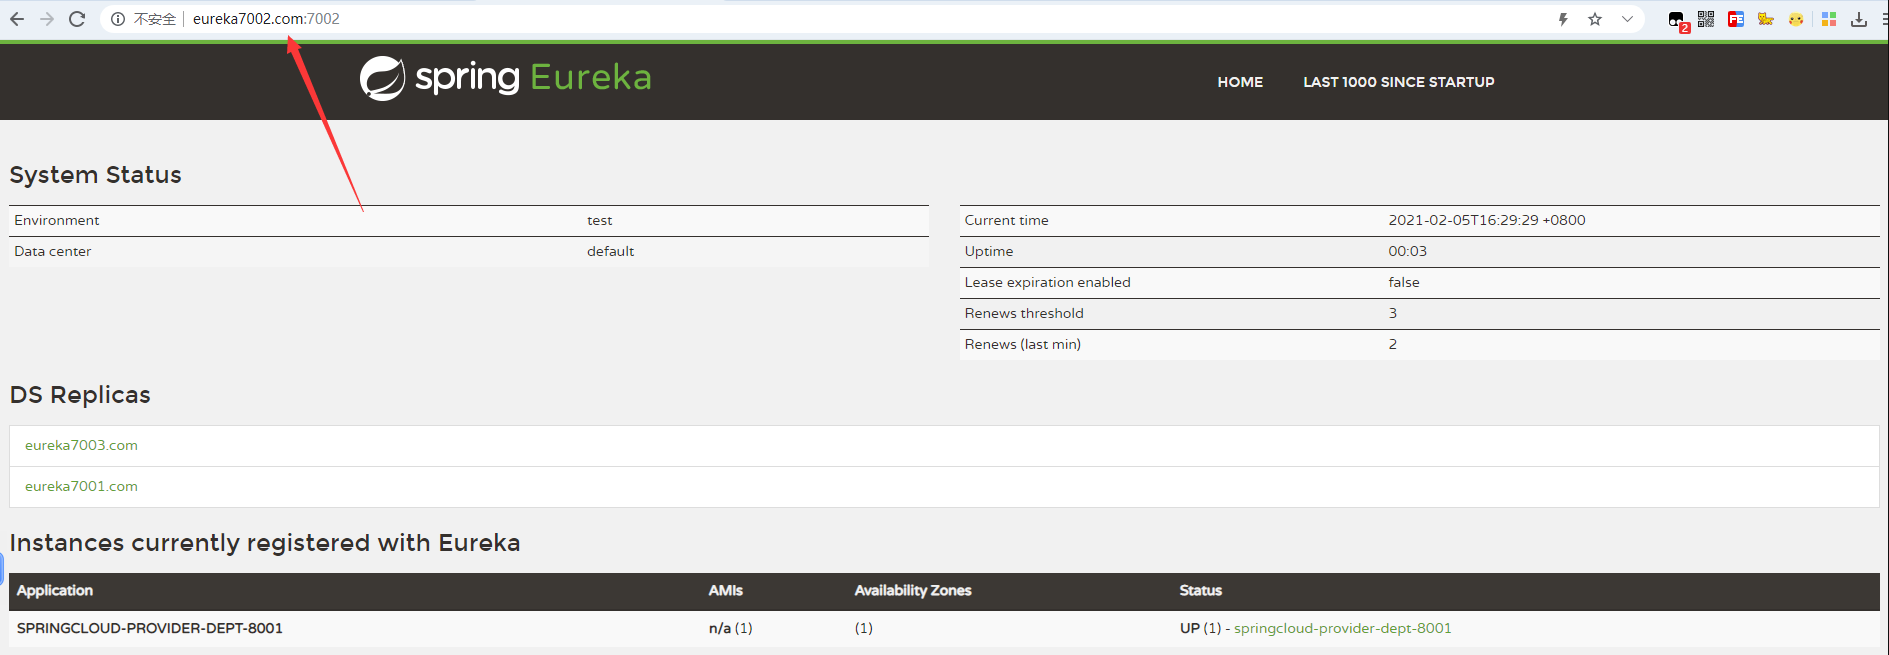 不安全 eureka7002.com:7002
2
spring Eureka
HOME LAST 1000 SINCE STARTUP
System Status
Environment test
Data center default
Current time 2021-02-05T16:29:29 +0800
Uptime 00:03
Lease expiration enabled false
Renews threshold 3
Renews (last min) 2
DS Replicas
eureka7003.com
eureka7001.com
Instances currently registered with Eureka
Application AMIs Availability Zones Status
SPRINGCLOUD-PROVIDER-DEPT-8001 n/a (1) (1) UP (1) - springcloud-provider-dept-8001